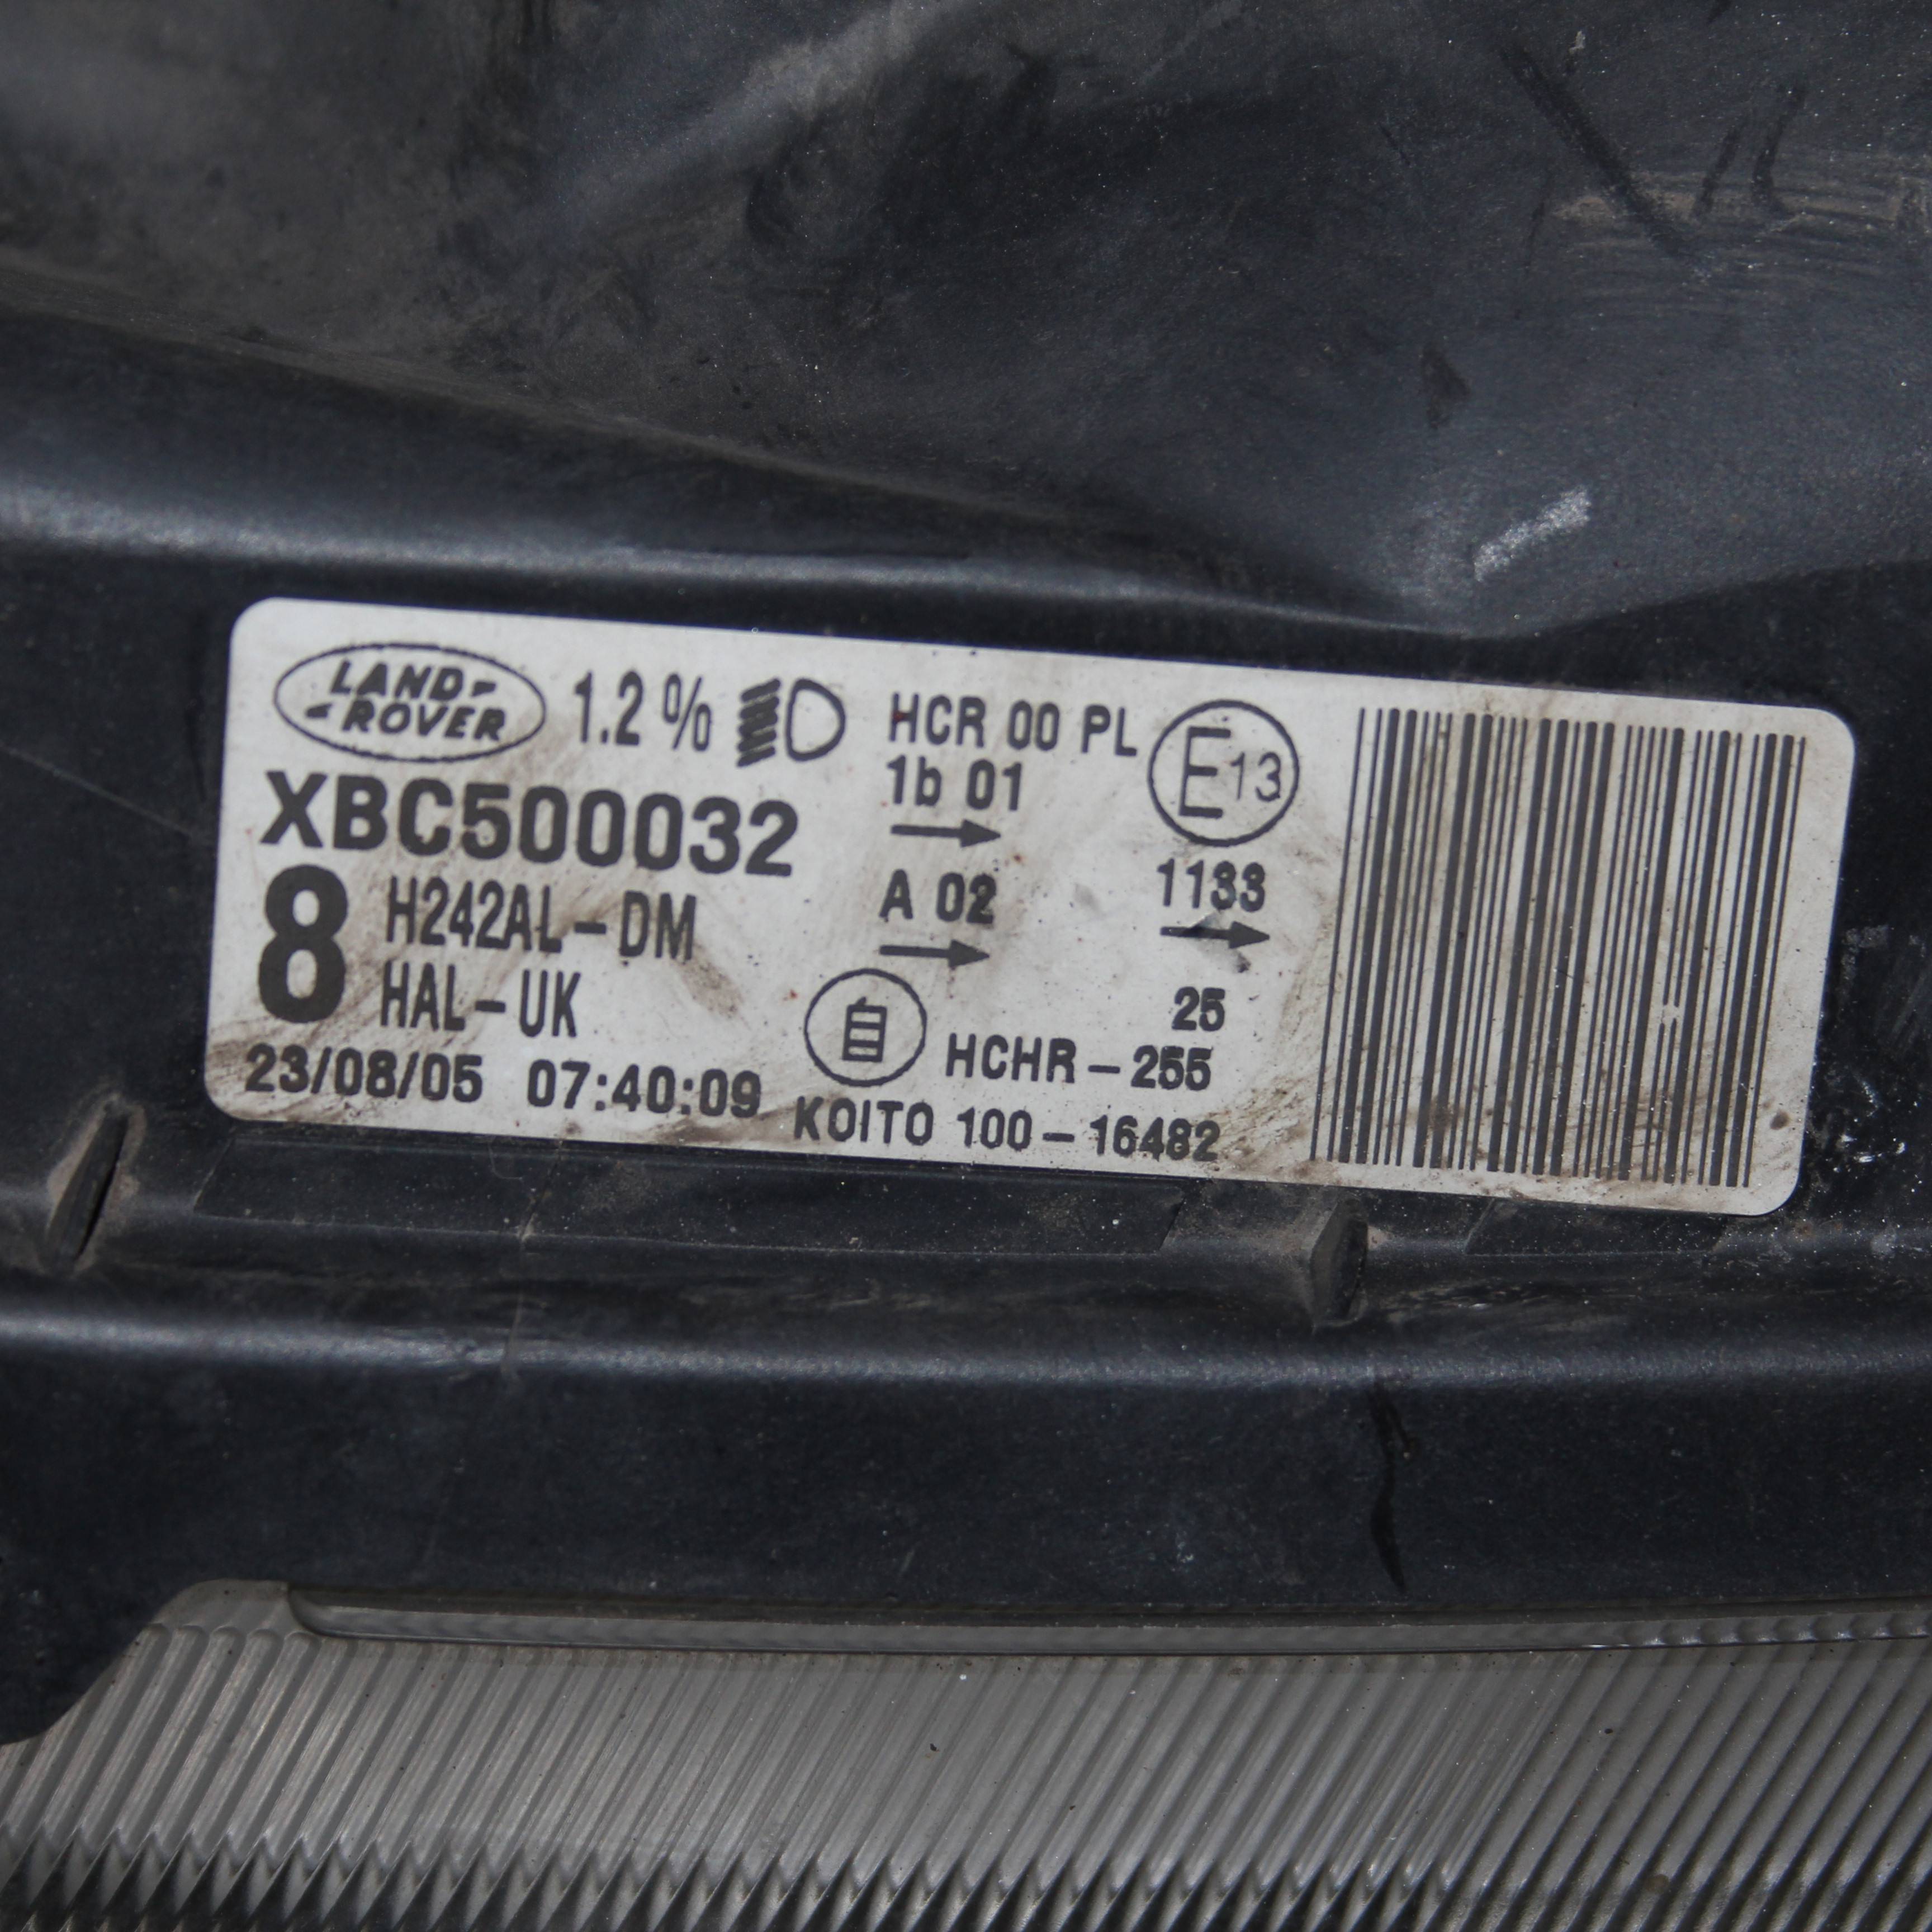 LAND-
ROVER
1.2%
XBC500032
8
H242AL-DM
HAL-UK
23/08/05 07:40:09
HCR 00 PL
1b 01
A 02
E13
1133
25
自
HCHR-255
KOITO 100-16482